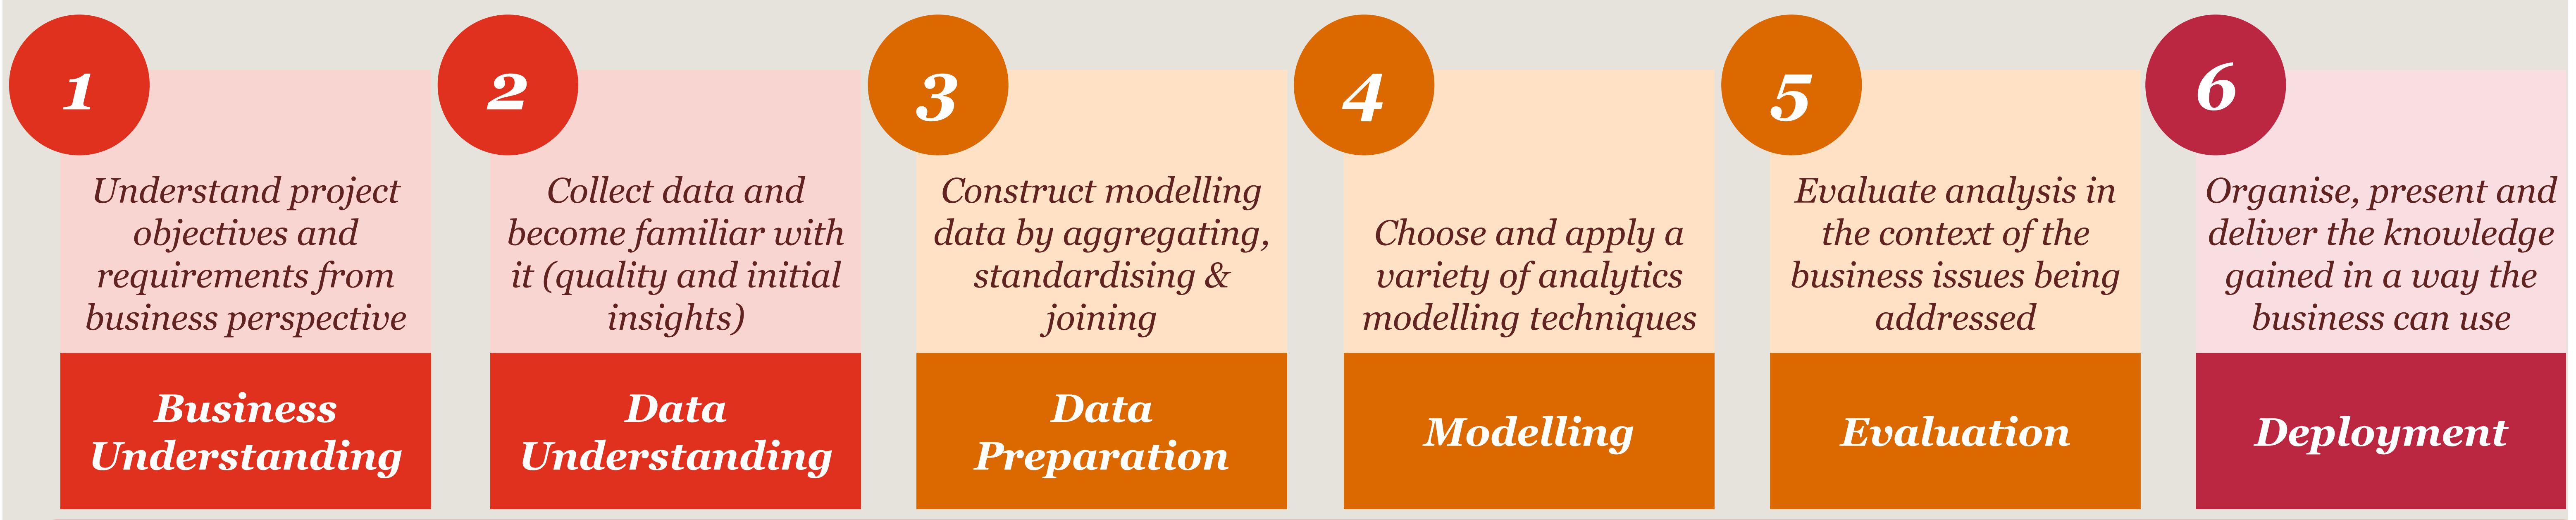 1
Understand project
objectives and
requirements from
business perspective
Business
Understanding
2
Collect data and
become familiar with
it (quality and initial
insights)
Data
Understanding
3
Construct modelling
data by aggregating,
standardising &
joining
Data
Preparation
4
Choose and apply a
variety of analytics
modelling techniques
Modelling
5
Evaluate analysis in
the context of the
business issues being
addressed
Evaluation
6
Organise, present and
deliver the knowledge
gained in a way the
business can use
Deployment